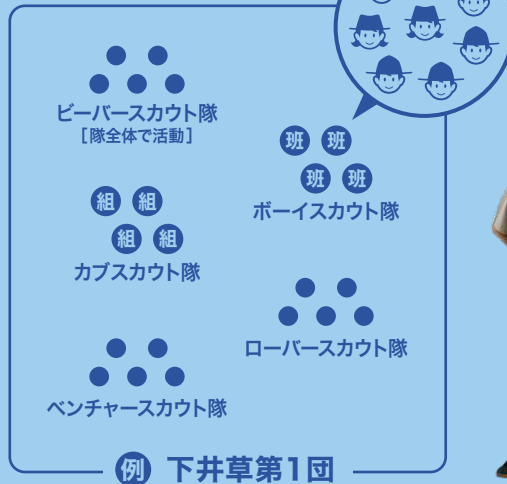 ビーバースカウト隊
[隊全体で活動]
班 班
班 班
ボーイスカウト隊
組 組
組 組
カブスカウト隊
ローバースカウト隊
ベンチャースカウト隊
例 下井草第1団